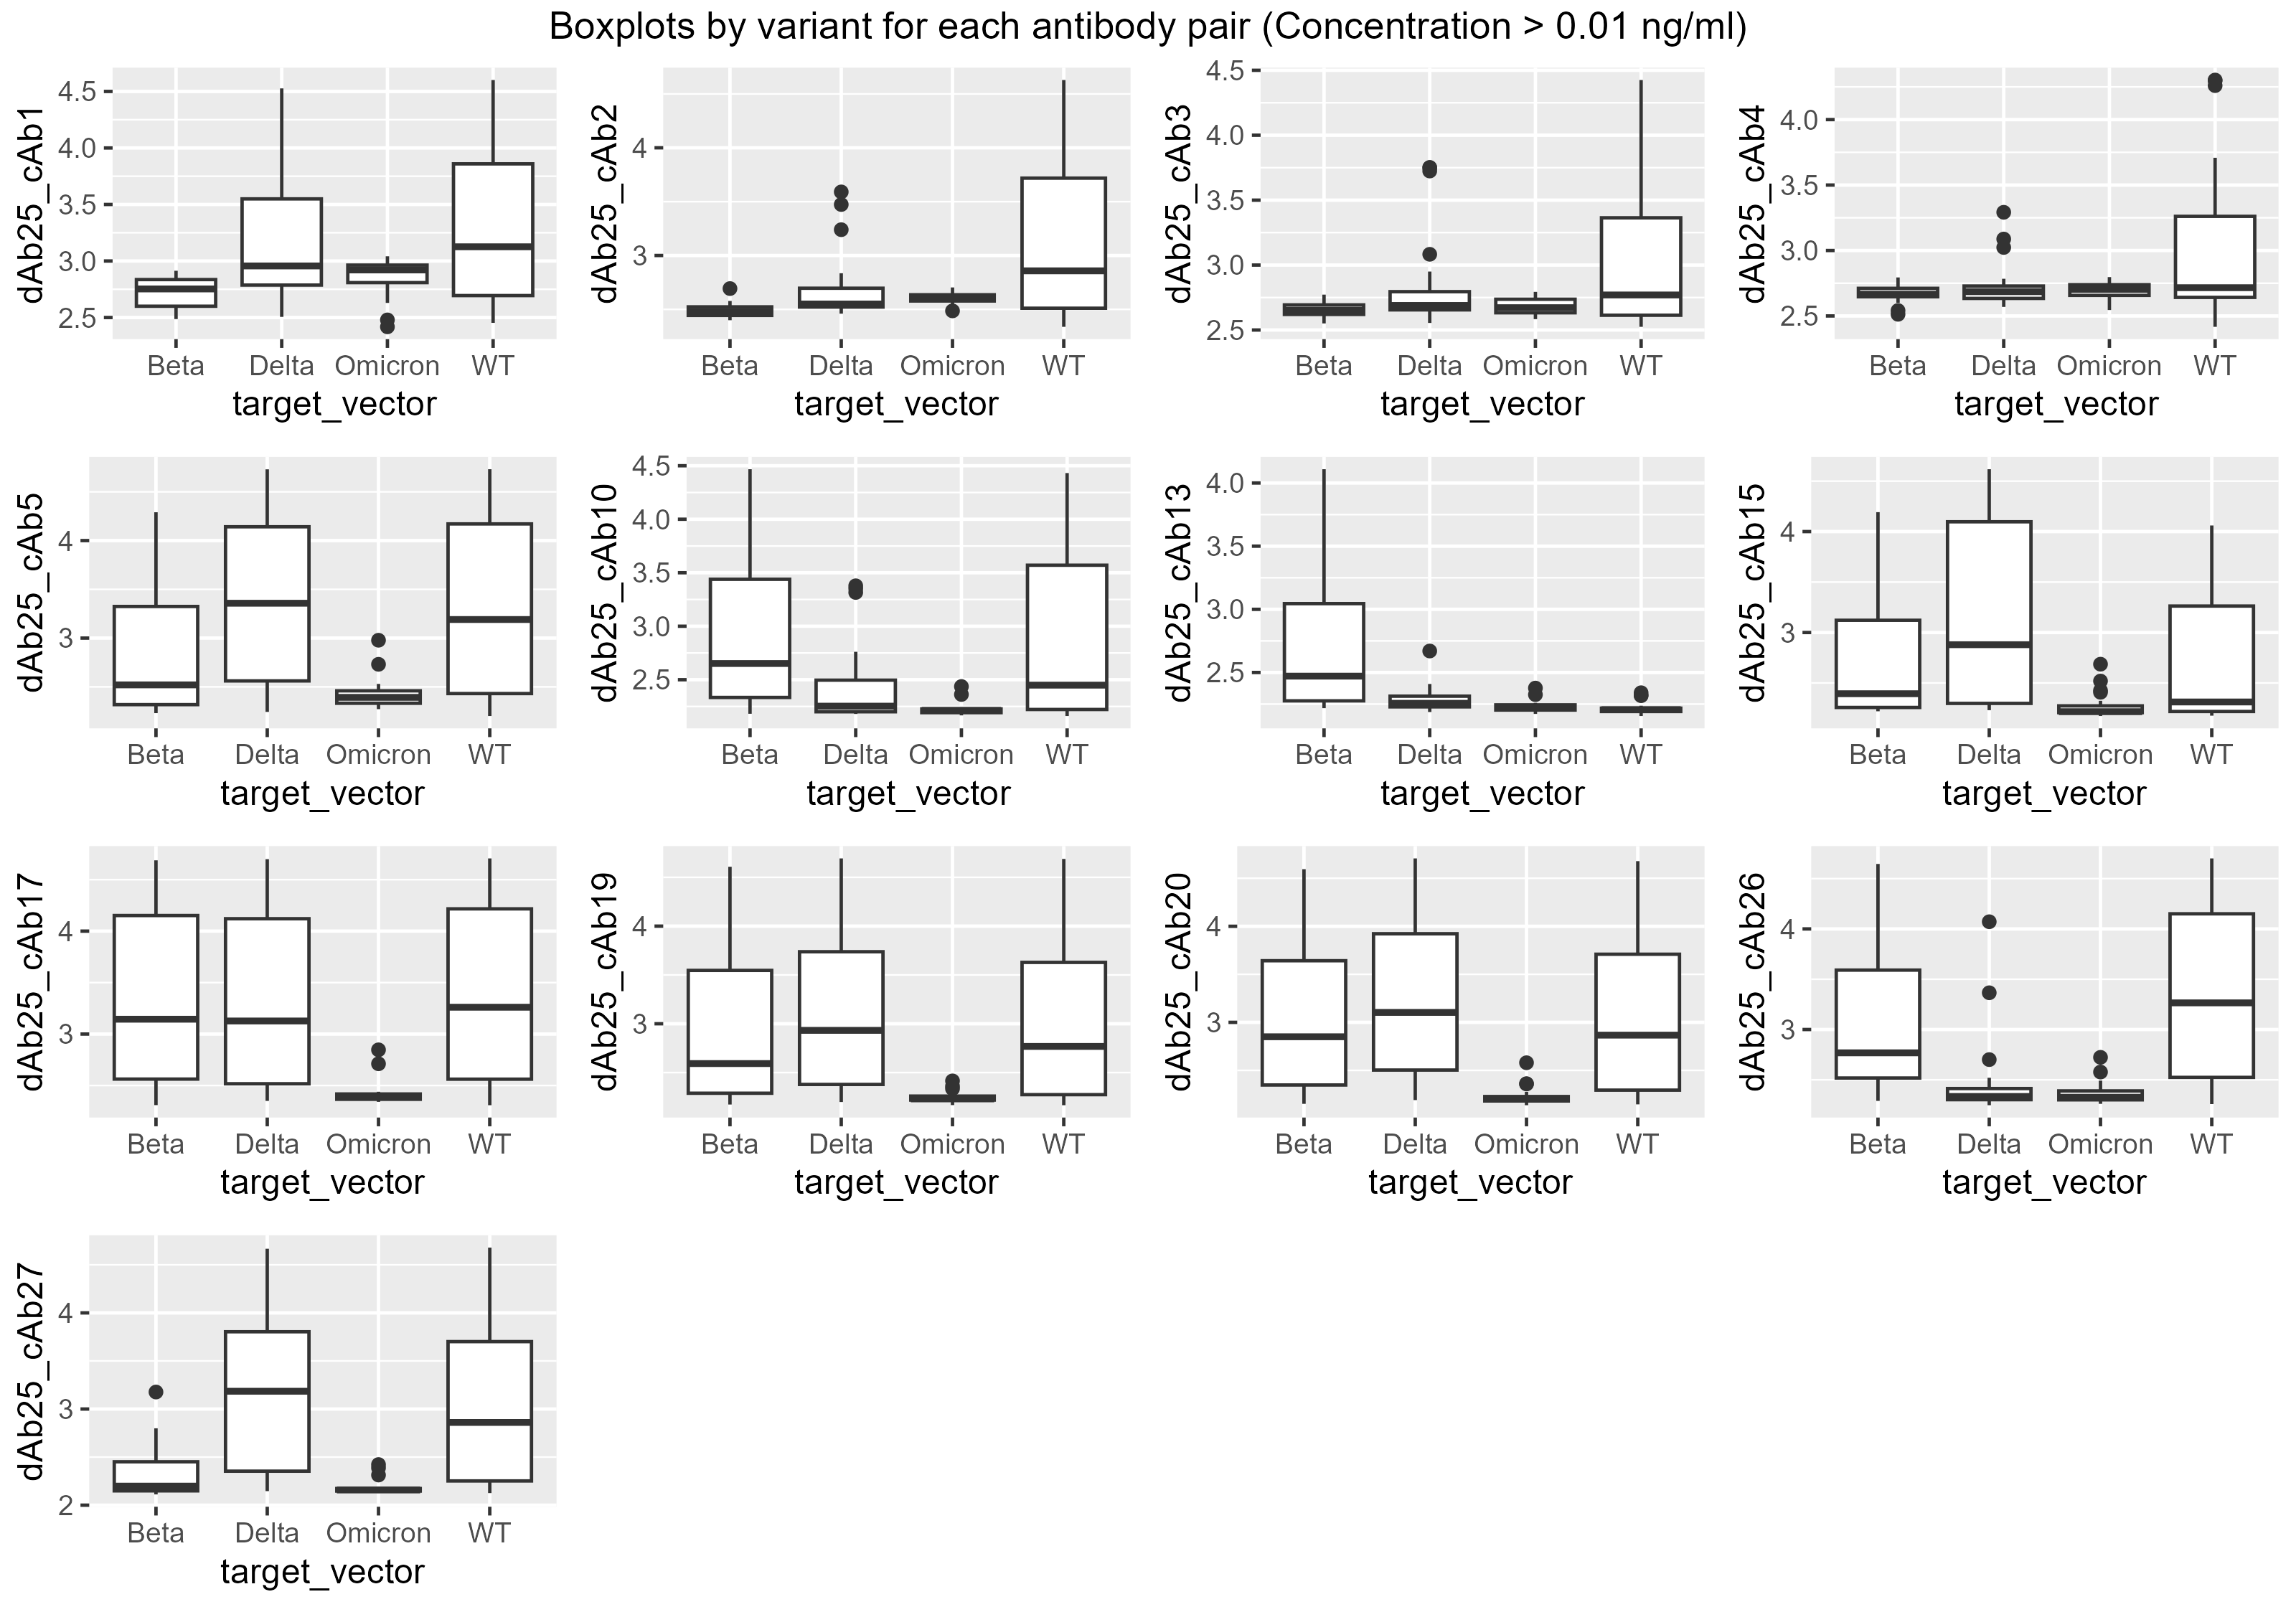 Boxplots by variant for each antibody pair (Concentration > 0.01 ng/ml)
dAb25_cAb1
4.5
4.0
3.5
3.0
2.5
Beta Delta Omicron WT
target_vector
dAb25_cAb2
4
3
Beta Delta Omicron WT
target_vector
dAb25_cAb3
4.5
4.0
3.5
3.0
2.5
Beta Delta Omicron WT
target_vector
dAb25_cAb4
4.0
3.5
3.0
2.5
Beta Delta Omicron WT
target_vector
dAb25_cAb5
4
3
Beta Delta Omicron WT
target_vector
dAb25_cAb10
4.5
4.0
3.5
3.0
2.5
Beta Delta Omicron WT
target_vector
dAb25_cAb13
4.0
3.5
3.0
2.5
Beta Delta Omicron WT
target_vector
dAb25_cAb15
4
3
Beta Delta Omicron WT
target_vector
dAb25_cAb17
4
3
Beta Delta Omicron WT
target_vector
dAb25_cAb19
4
3
Beta Delta Omicron WT
target_vector
dAb25_cAb20
4
3
Beta Delta Omicron WT
target_vector
dAb25_cAb26
4
3
Beta Delta Omicron WT
target_vector
dAb25_cAb27
4
3
2
Beta Delta Omicron WT
target_vector